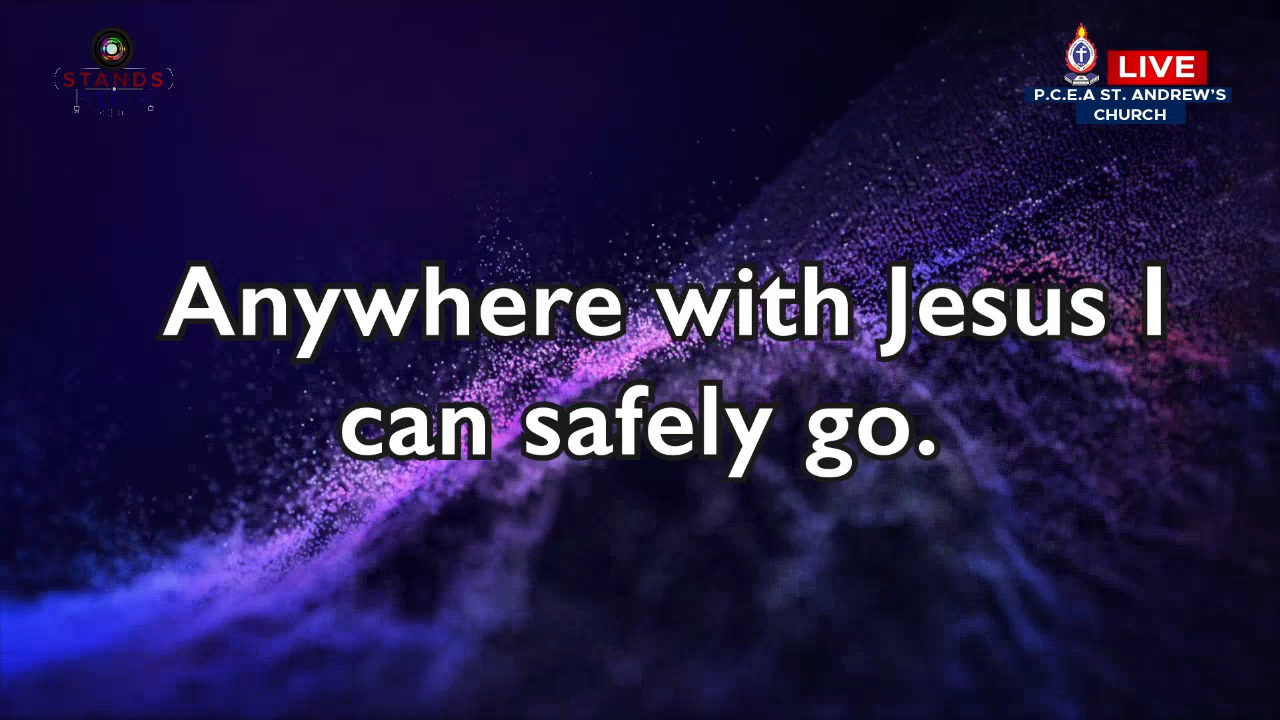 STANDS
LIVE
P.C.E.A ST. ANDREW'S
CHURCH
Anywhere with Jesus I
can safely go.